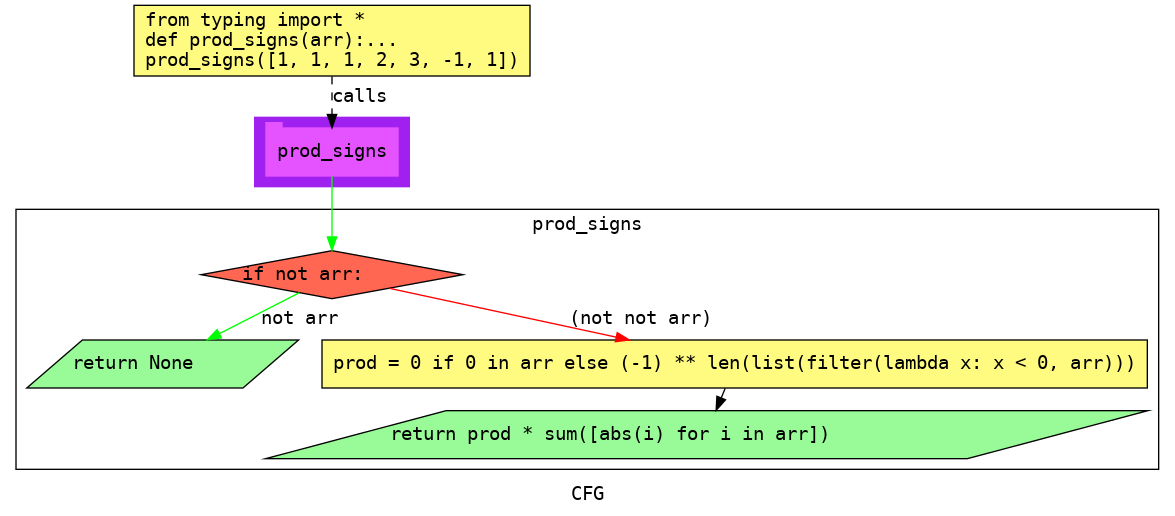 from typing import *
def prod_signs(arr):...
prod_signs([1, 1, 1, 2, 3, -1, 1])
calls
prod_signs
prod_signs
if not arr:
not arr
(not not arr)
return None
prod = 0 if 0 in arr else (-1) ** len(list(filter(lambda x: x < 0, arr)))
return prod * sum([abs(i) for i in arr])
CFG